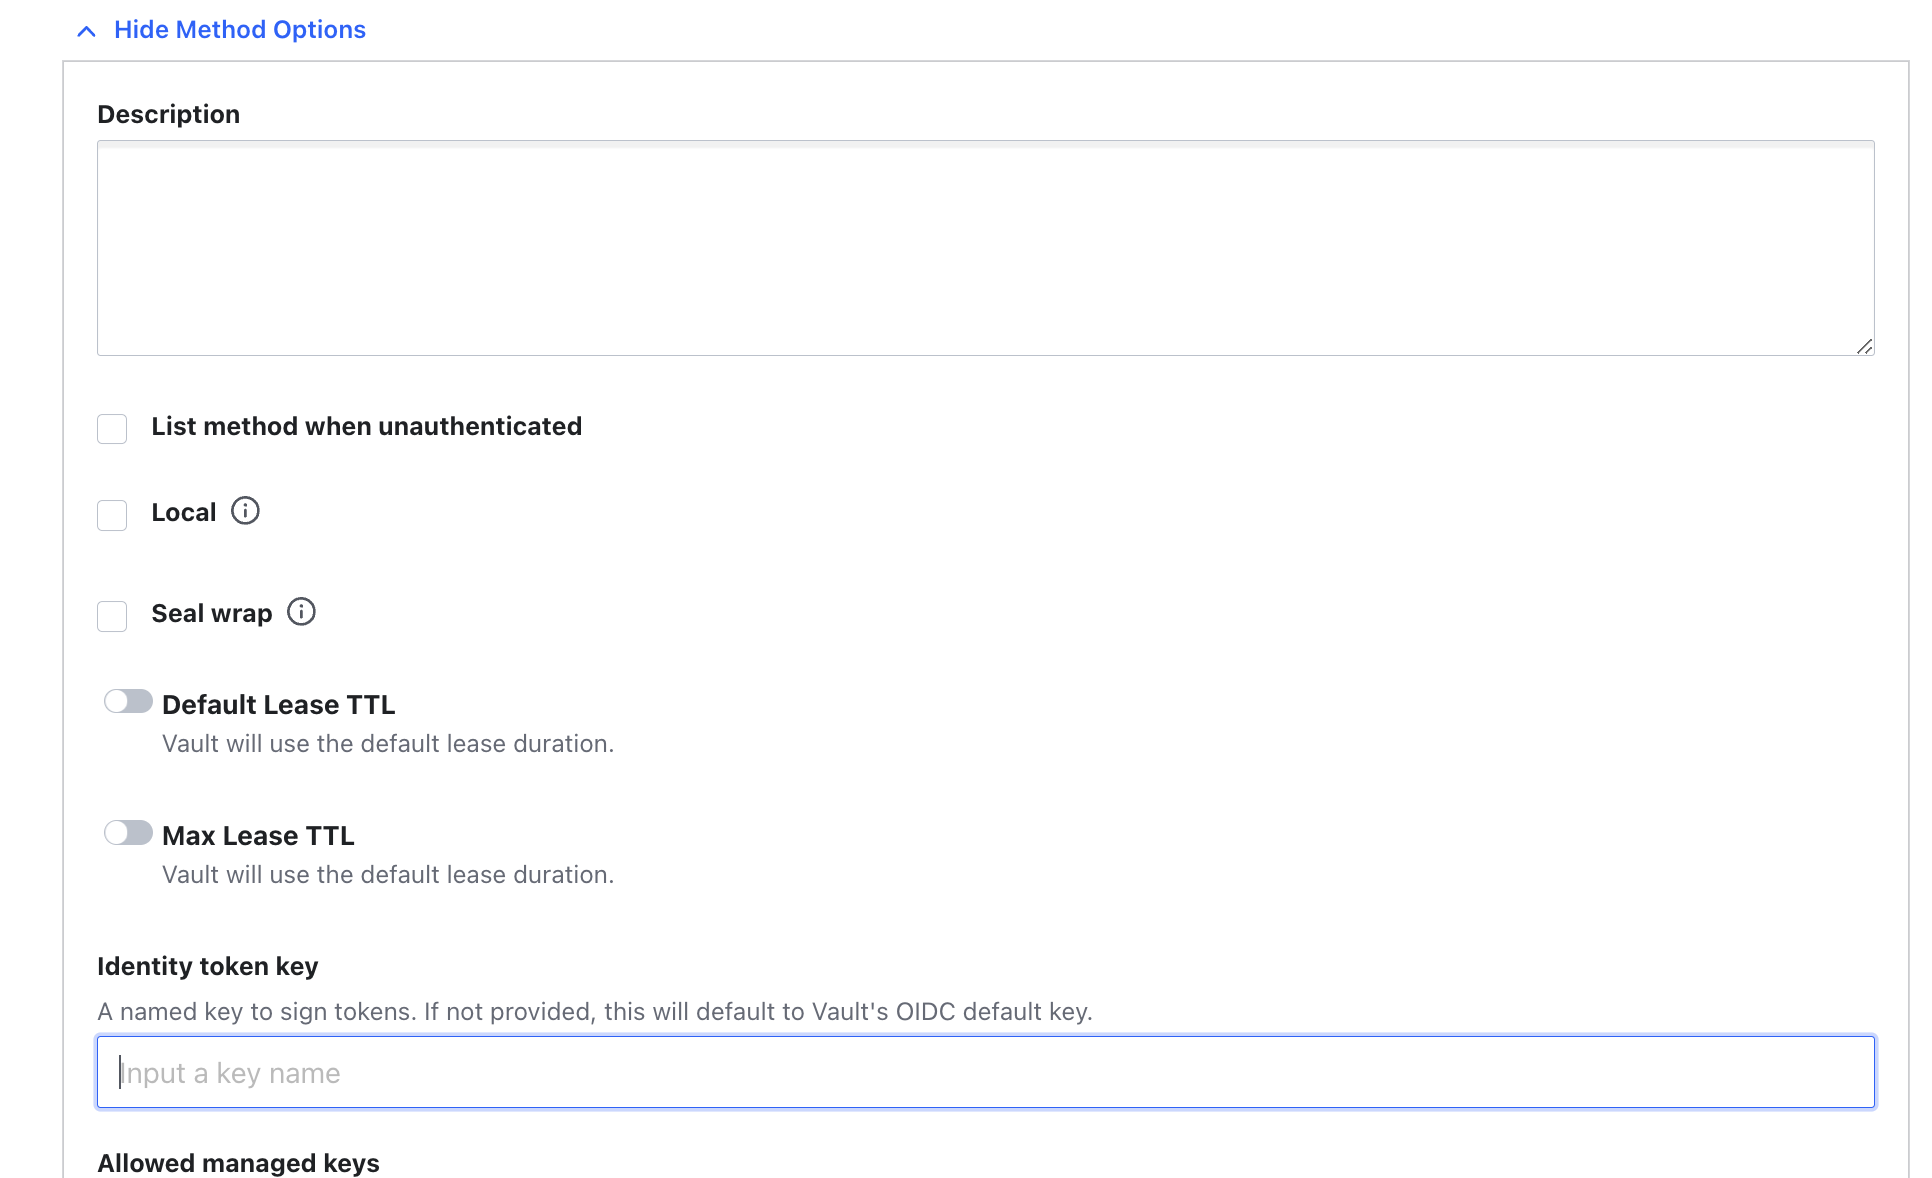 Hide Method Options
Description
List method when unauthenticated
Local
Seal wrap
Default Lease TTL
Vault will use the default lease duration.
Max Lease TTL
Vault will use the default lease duration.
Identity token key
A named key to sign tokens. If not provided, this will default to Vault's OIDC default key.
Input a key name
Allowed managed keys